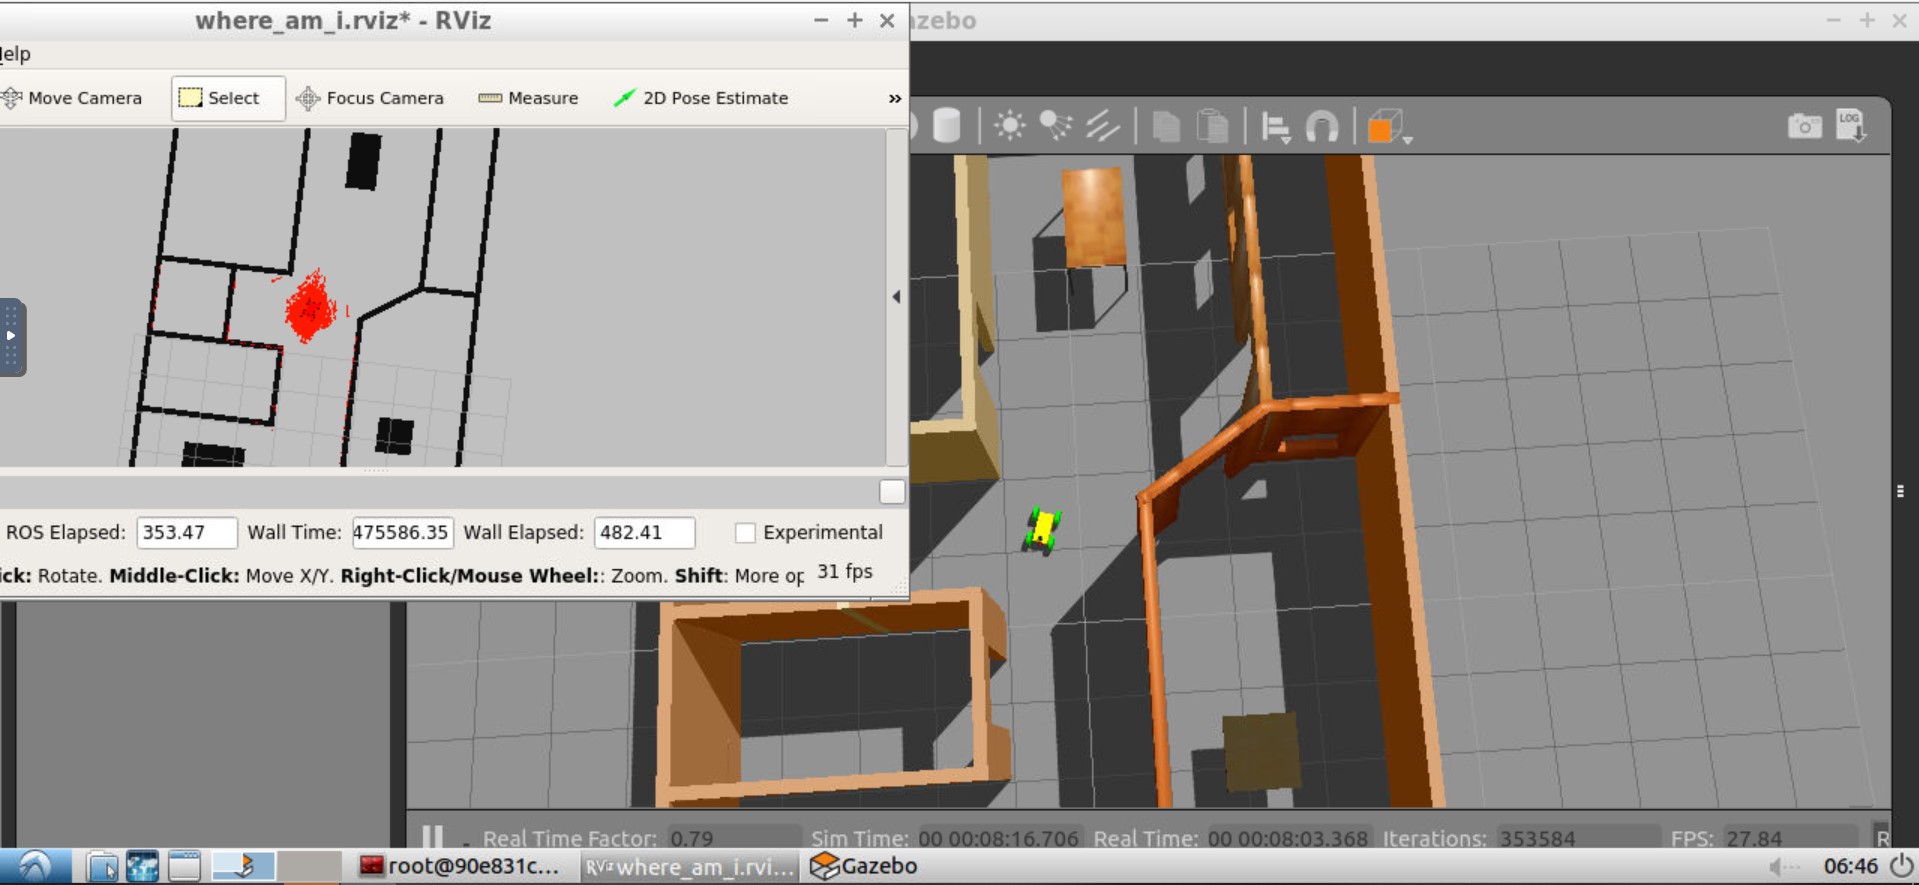 where_am_i.rviz* - RViz
azebo
Help
Move Camera
Select
Focus Camera
Measure
2D Pose Estimate
»
LOG
ROS Elapsed: 353.47 Wall Time: 475586.35 Wall Elapsed: 482.41 Experimental
ick: Rotate. Middle-Click: Move X/Y. Right-Click/Mouse Wheel:: Zoom. Shift: More op 31 fps
Real Time Factor: 0.79 Sim Time: 00 00:08:16.706 Real Time: 00 00:08:03.368 Iterations: 353584 FPS: 27.84 R
root@90e831c...
RViz where_am_i.rvi...
Gazebo
06:46